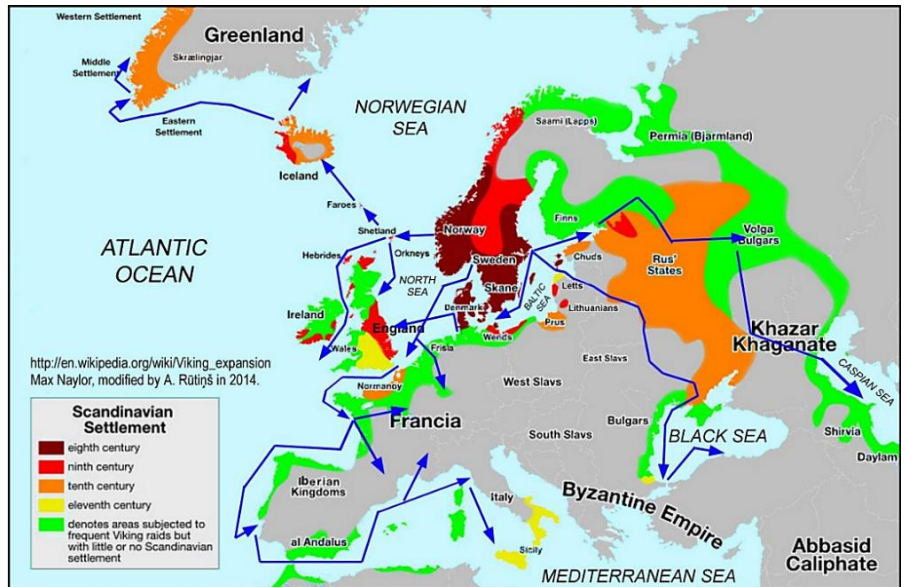 Western Settlement
Greenland
Skrælingjar
Middle
Settlement
Eastern
Settlement
NORWEGIAN
SEA
Saami (Lapps)
Permia (Bjarmland)
Iceland
Faroes
Shetland
Norway
Finns
Volga
Bulgars
ATLANTIC
OCEAN
Hebrides
Orkneys
Sweden
Chuds
Rus'
States
NORTH
SEA
Skane
BALTIC
SEA
Letts
Ireland
Denmark
Lithuanians
England
Prus
Khazar
Khaganate
Wales
Frisia
Wends
http://en.wikipedia.org/wiki/Viking_expansion
Max Naylor, modified by A. Rūtiņš in 2014.
East Slavs
CASPIAN SEA
Normanoy
West Slavs
Scandinavian
Settlement
eighth century
ninth century
tenth century
eleventh century
denotes areas subjected to
frequent Viking raids but
with little or no Scandinavian
settlement
Francia
Bulgars
BLACK SEA
Shirvia
South Slavs
Daylam
Iberian
Kingdoms
Italy
Byzantine Empire
al Andalus
Sicily
Abbasid
Caliphate
MEDITERRANEAN SEA